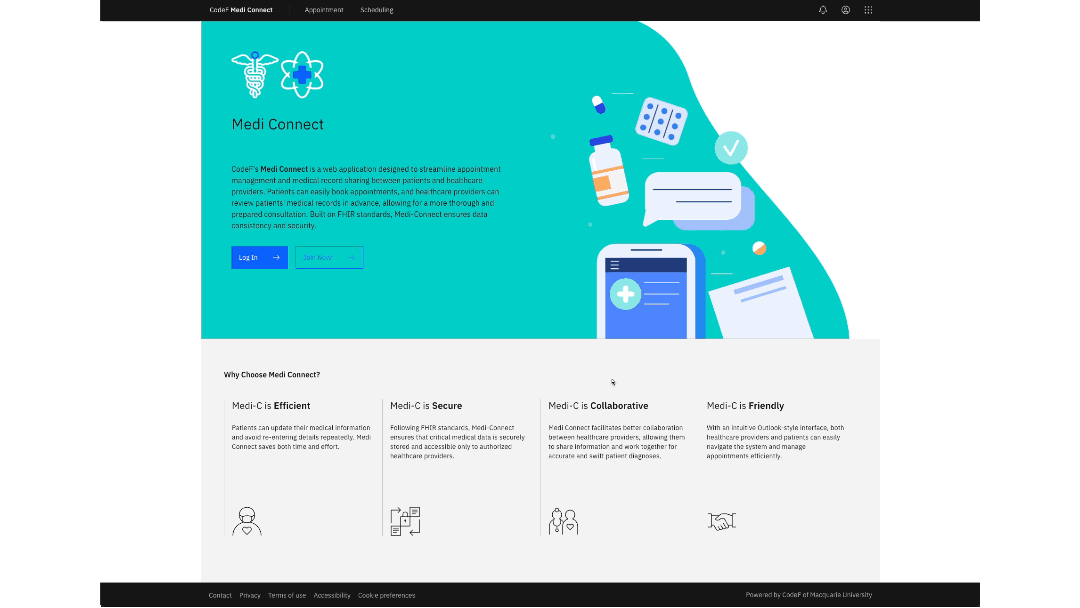 CodeF Medi Connect
Appointment
Scheduling
Medi Connect
CodeF's Medi Connect is a web application designed to streamline appointment
management and medical record sharing between patients and healthcare
providers. Patients can easily book appointments, and healthcare providers can
review patients' medical records in advance, allowing for a more thorough and
prepared consultation. Built on FHIR standards, Medi-Connect ensures data
consistency and security.
Log In
Join Now!
Why Choose Medi Connect?
Medi-C is Efficient
Patients can update their medical information
and avoid re-entering details repeatedly. Medi
Connect saves both time and effort.
Medi-C is Secure
Following FHIR standards, Medi-Connect
ensures that critical medical data is securely
stored and accessible only to authorized
healthcare providers.
Medi-C is Collaborative
Medi Connect facilitates better collaboration
between healthcare providers, allowing them
to share information and work together for
accurate and swift patient diagnoses.
Medi-C is Friendly
With an intuitive Outlook-style interface, both
healthcare providers and patients can easily
navigate the system and manage
appointments efficiently.
Contact
Privacy
Terms of use
Accessibility
Cookie preferences
Powered by CodeF of Macquarie University